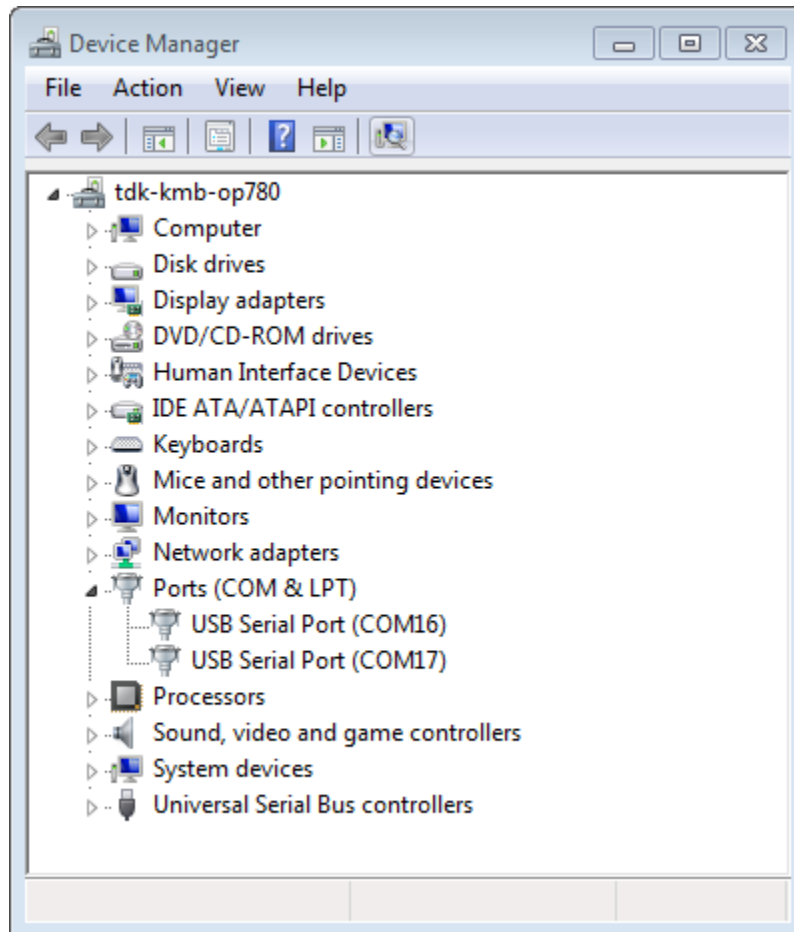 Device Manager
File Action View Help
tdk-kmb-op780
Computer
Disk drives
Display adapters
DVD/CD-ROM drives
Human Interface Devices
IDE ATA/ATAPI controllers
Keyboards
Mice and other pointing devices
Monitors
Network adapters
Ports (COM & LPT)
USB Serial Port (COM16)
USB Serial Port (COM17)
Processors
Sound, video and game controllers
System devices
Universal Serial Bus controllers